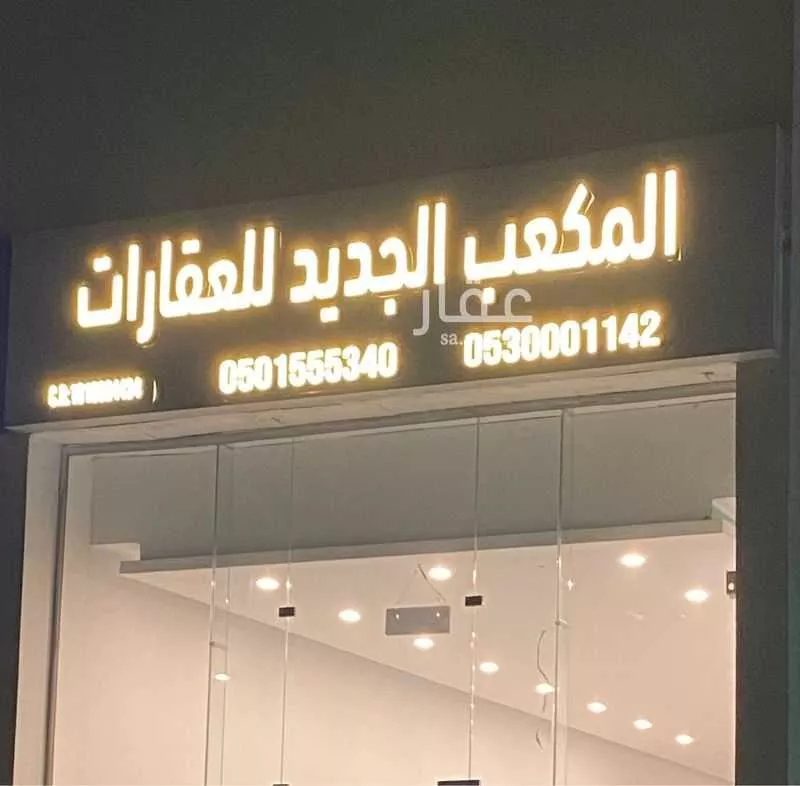 المكعب الجديد للعقارات
0501555340 0530001142
عقار
sa.
C.R: